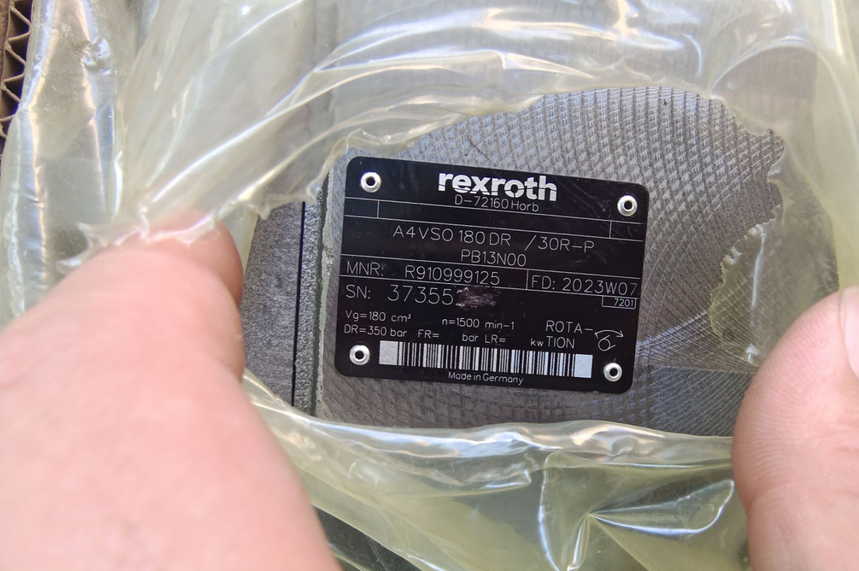 rexroth
D-72160 Horb
A4VSO 180 DR /30R-P
PB13N00
MNR: R910999125 FD: 2023W07
7201
SN: 37355
Vg=180 cm³ n=1500 min-1 ROTA-
DR=350 bar FR= bar LR= kw TION
Made in Germany